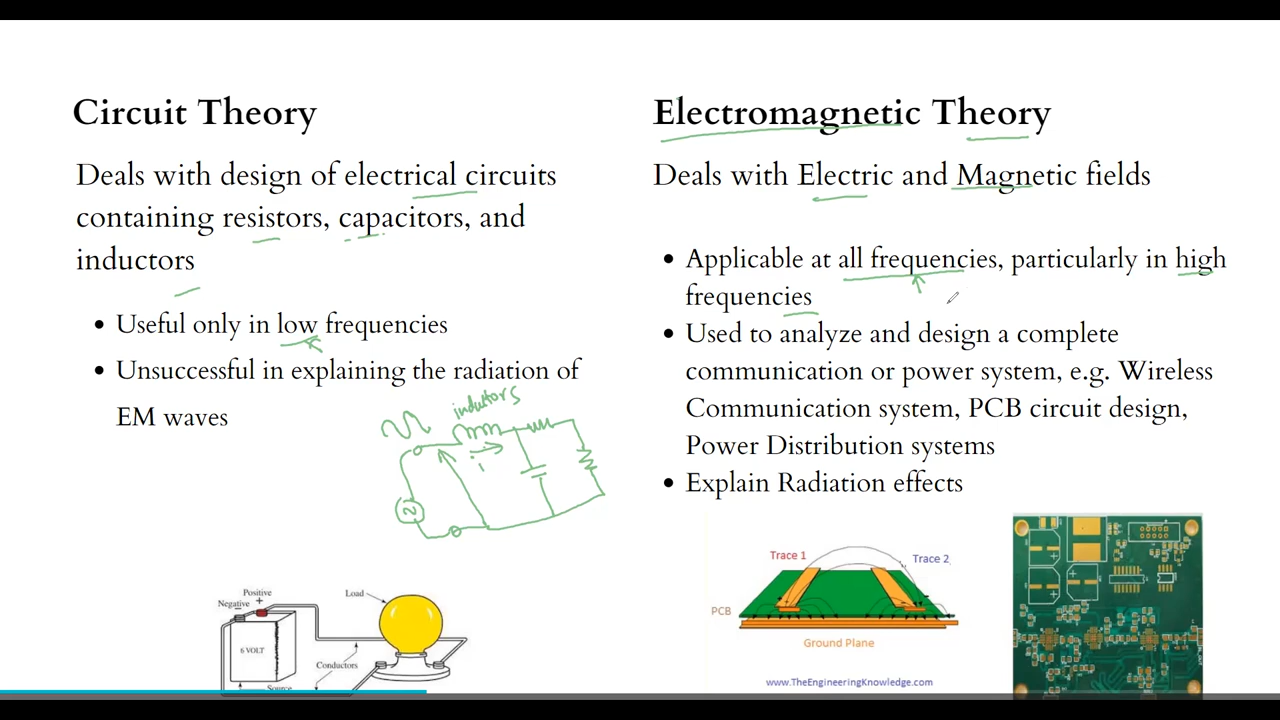 Circuit Theory
Deals with design of electrical circuits
containing resistors, capacitors, and
inductors
• Useful only in low frequencies
• Unsuccessful in explaining the radiation of
EM waves
inductors
i
Positive
+
Negative
–
Load
6 VOLT
Conductors
Source
Electromagnetic Theory
Deals with Electric and Magnetic fields
• Applicable at all frequencies, particularly in high
frequencies
• Used to analyze and design a complete
communication or power system, e.g. Wireless
Communication system, PCB circuit design,
Power Distribution systems
• Explain Radiation effects
Trace 1
Trace 2
PCB
Ground Plane
www.TheEngineeringKnowledge.com